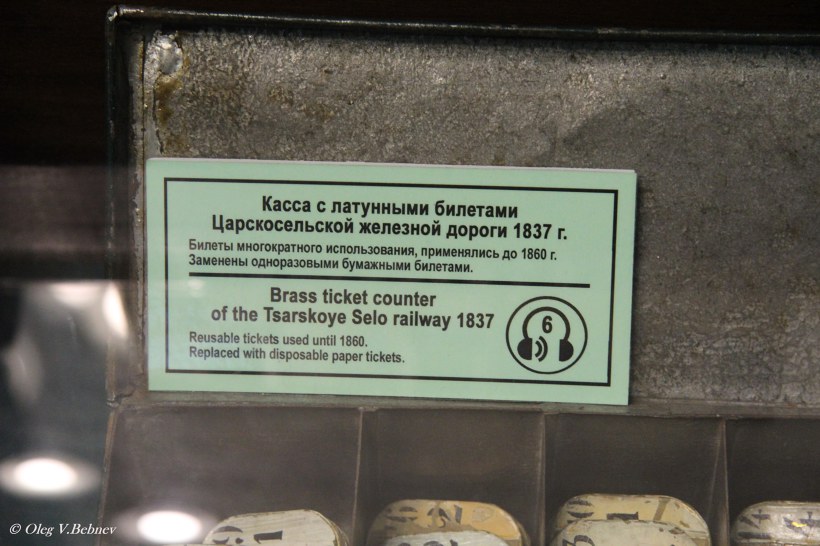 Касса с латунными билетами
Царскосельской железной дороги 1837 г.
Билеты многократного использования, применялись до 1860 г.
Заменены одноразовыми бумажными билетами.
Brass ticket counter
of the Tsarskoye Selo railway 1837
6
Reusable tickets used until 1860.
Replaced with disposable paper tickets.
© Oleg V.Bebnev